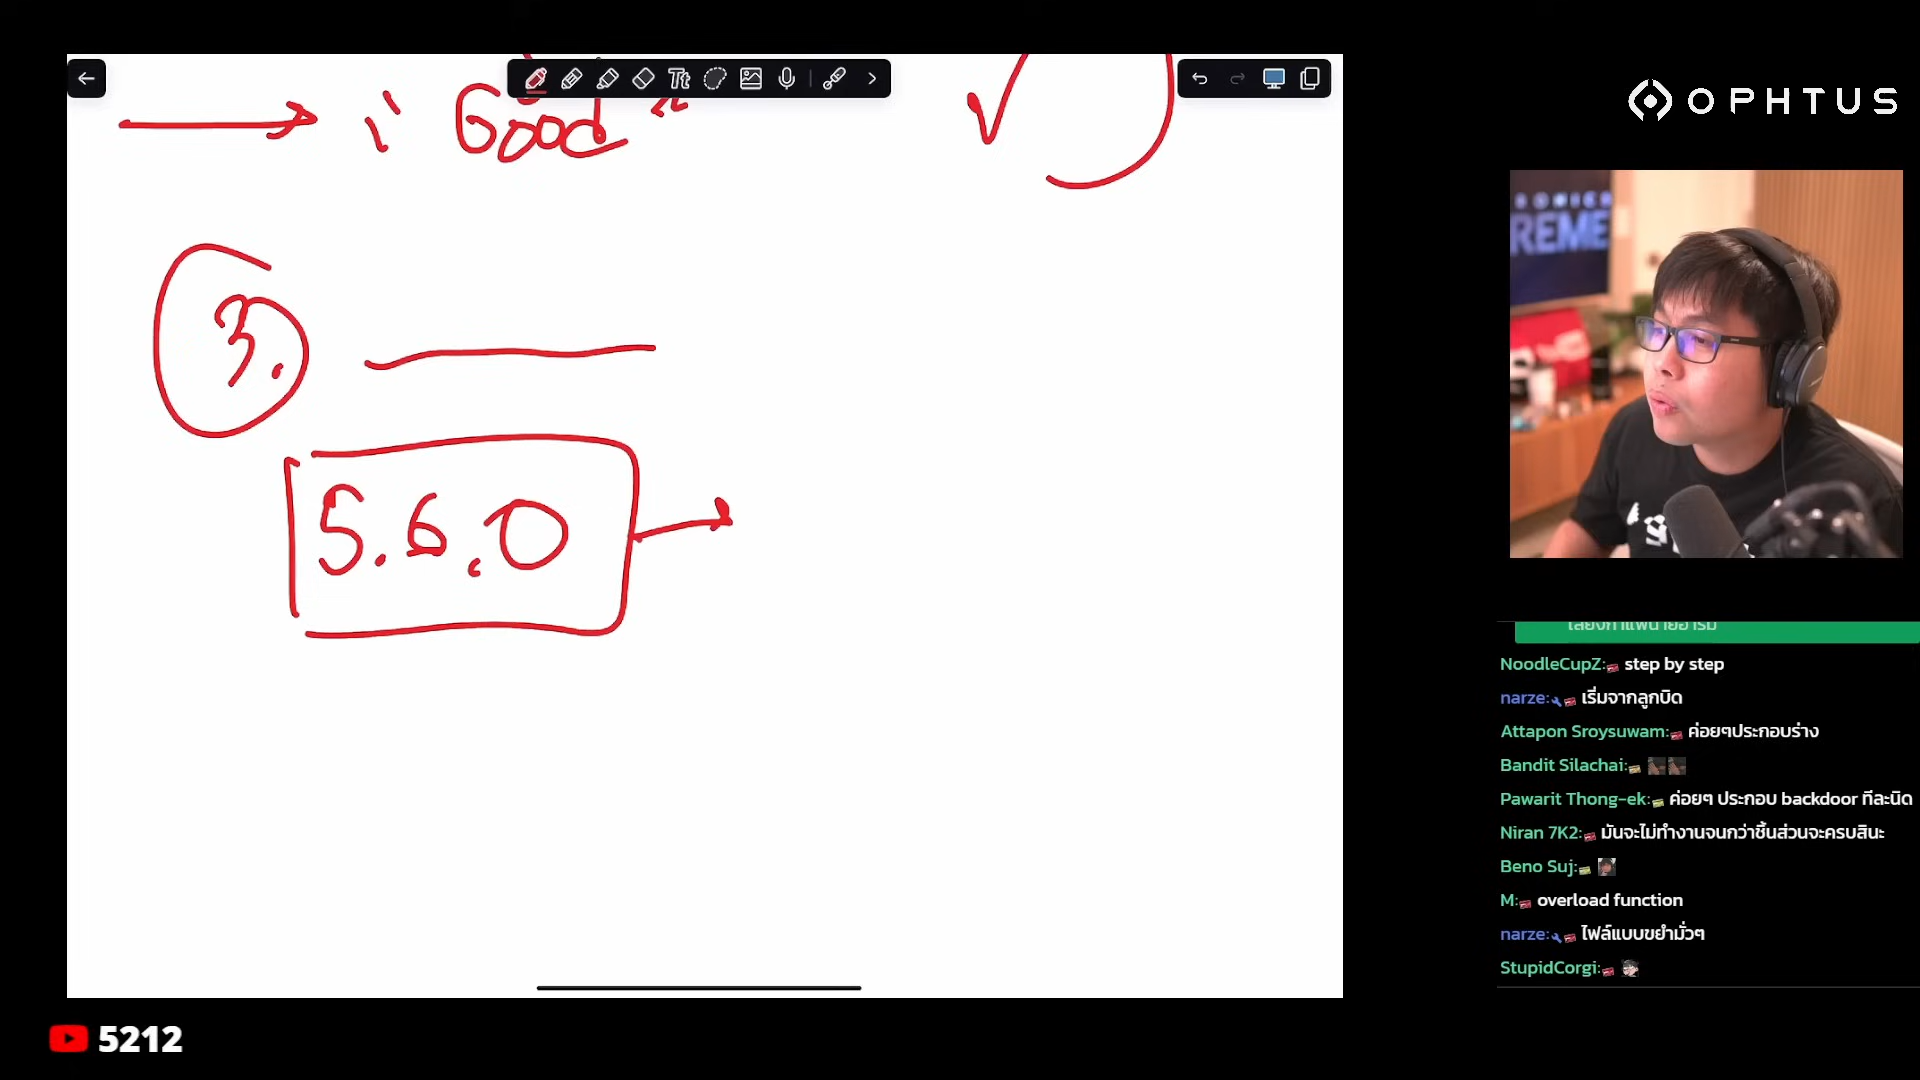 "Good"
✓
3.
5.6.0
OPHTUS
REME
NoodleCupZ: step by step
narze: เริ่มจากลูกบิด
Attapon Sroysuwam: ค่อยๆประกอบร่าง
Bandit Silachai:
Pawarit Thong-ek: ค่อยๆ ประกอบ backdoor ทีละนิด
Niran 7K2: มันจะไม่ทำงานจนกว่าชิ้นส่วนจะครบสินะ
Beno Suj:
M: overload function
narze: ไฟล์แบบขยำมั่วๆ
StupidCorgi:
5212